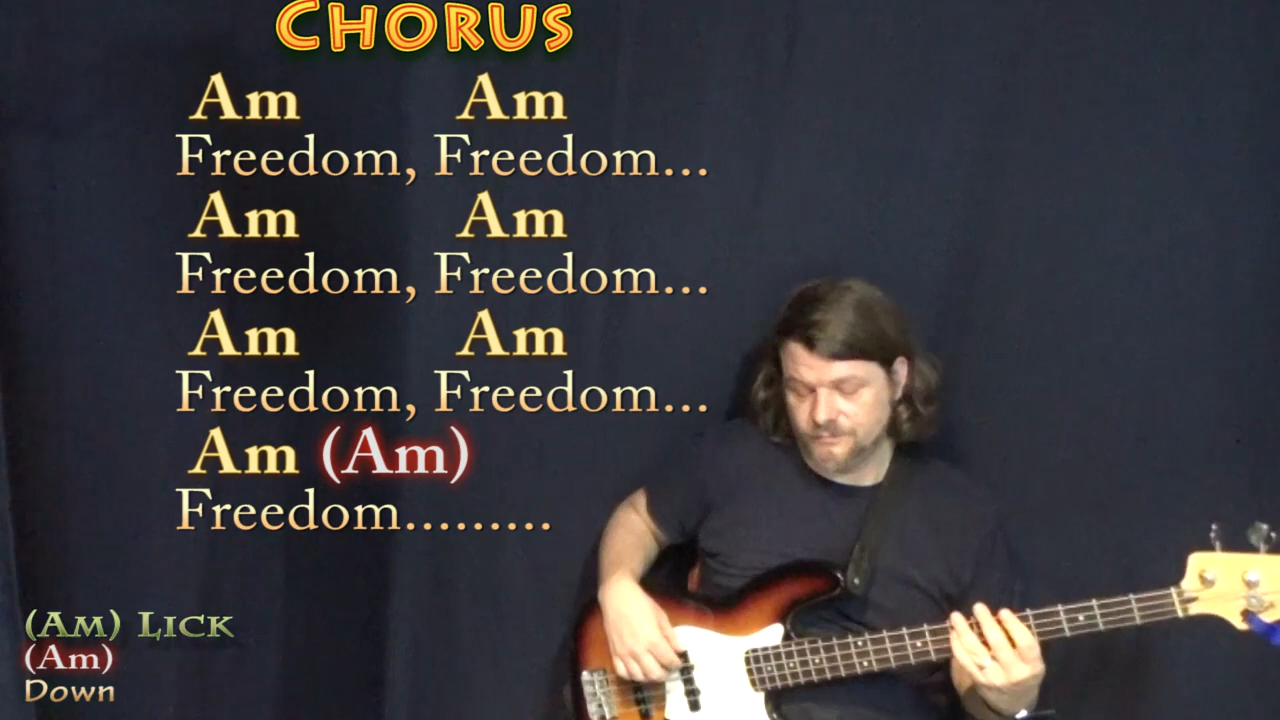 CHORUS
Am Am
Freedom, Freedom...
Am Am
Freedom, Freedom...
Am Am
Freedom, Freedom...
Am (Am)
Freedom.........
(AM) LICK
(Am)
Down